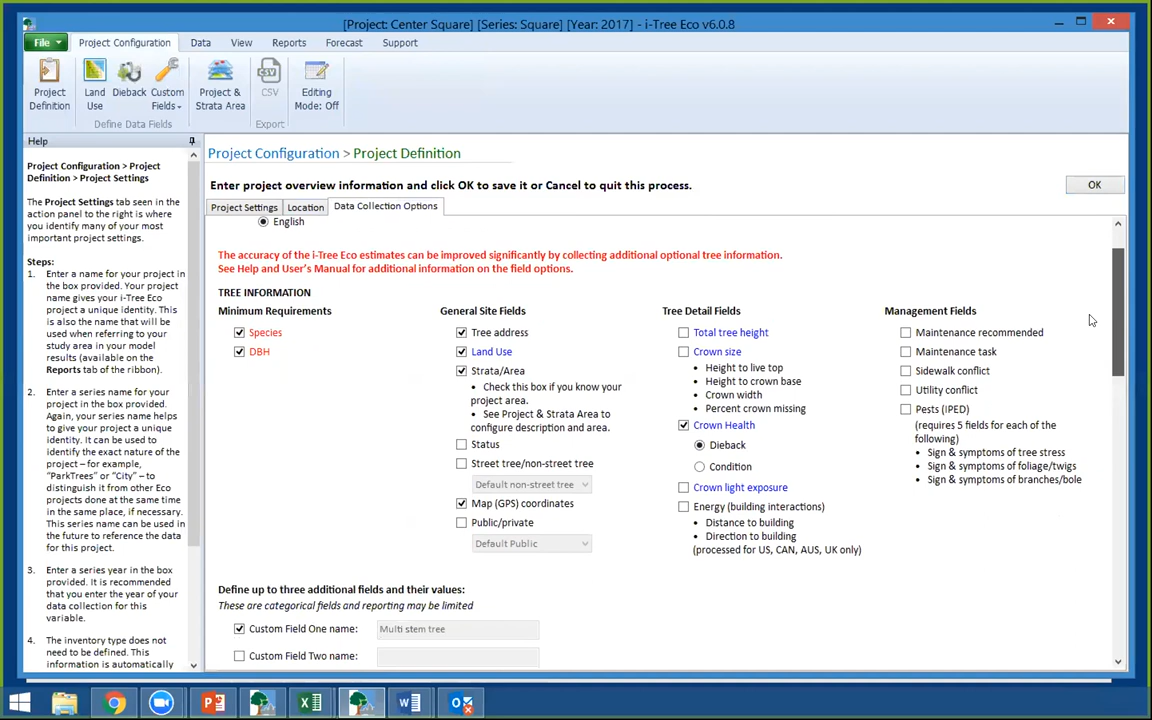 [Project: Center Square] [Series: Square] [Year: 2017] - i-Tree Eco v6.0.8
File
Project Configuration
Data
View
Reports
Forecast
Support
Project
Definition
Land
Use
Dieback
Custom
Fields
Project &
Strata Area
CSV
Editing
Mode: Off
Define Data Fields
Export
Help
Project Configuration > Project
Definition > Project Settings
The Project Settings tab seen in
the action panel to the right is where
you identify many of your most
important project settings.
Steps:
1. Enter a name for your project in
the box provided. Your project
name gives your i-Tree Eco
project a unique identity. This
is also the name that will be
used when referring to your
study area in your model
results (available on the
Reports tab of the ribbon).
2. Enter a series name for your
project in the box provided.
Again, your series name helps
to give your project a unique
identity. It can be used to
identify the exact nature of the
project – for example,
"ParkTrees" or "City" – to
distinguish it from other Eco
projects done at the same time
in the same place, if necessary.
This series name can be used in
the future to reference the data
for this project.
3. Enter a series year in the box
provided. It is recommended
that you enter the year of your
data collection for this
variable.
4. The inventory type does not
need to be defined. This
information is automatically
Project Configuration > Project Definition
Enter project overview information and click OK to save it or Cancel to quit this process.
OK
Project Settings
Location
Data Collection Options
English
The accuracy of the i-Tree Eco estimates can be improved significantly by collecting additional optional tree information.
See Help and User's Manual for additional information on the field options.
TREE INFORMATION
Minimum Requirements
Species
DBH
General Site Fields
Tree address
Land Use
Strata/Area
• Check this box if you know your
project area.
• See Project & Strata Area to
configure description and area.
Status
Street tree/non-street tree
Default non-street tree
Map (GPS) coordinates
Public/private
Default Public
Tree Detail Fields
Total tree height
Crown size
• Height to live top
• Height to crown base
• Crown width
• Percent crown missing
Crown Health
Dieback
Condition
Crown light exposure
Energy (building interactions)
• Distance to building
• Direction to building
(processed for US, CAN, AUS, UK only)
Management Fields
Maintenance recommended
Maintenance task
Sidewalk conflict
Utility conflict
Pests (IPED)
(requires 5 fields for each of the
following)
• Sign & symptoms of tree stress
• Sign & symptoms of foliage/twigs
• Sign & symptoms of branches/bole
Define up to three additional fields and their values:
These are categorical fields and reporting may be limited
Custom Field One name: Multi stem tree
Custom Field Two name: